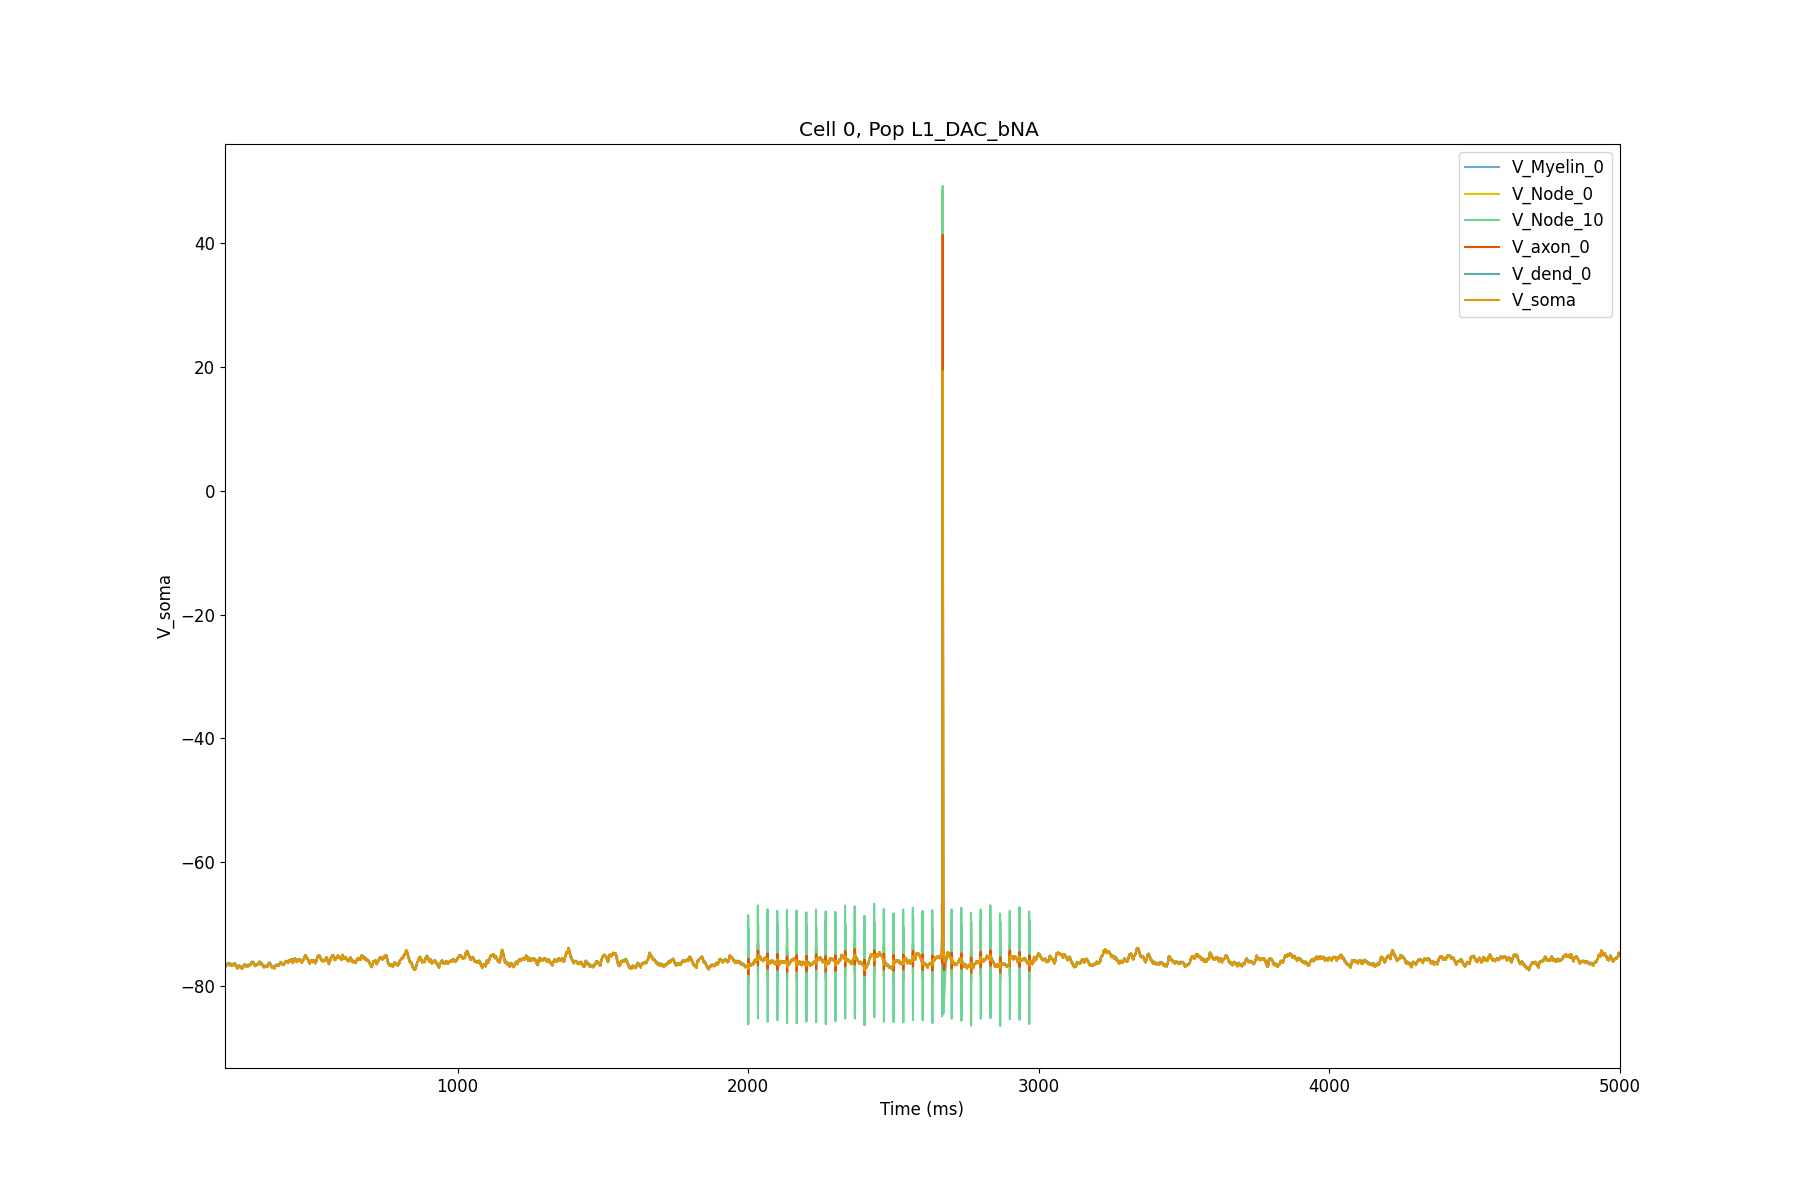 Cell 0, Pop L1_DAC_bNA
V_Myelin_0
V_Node_0
V_Node_10
V_axon_0
V_dend_0
V_soma
40
20
0
−20
−40
−60
−80
V_soma
1000
2000
3000
4000
5000
Time (ms)